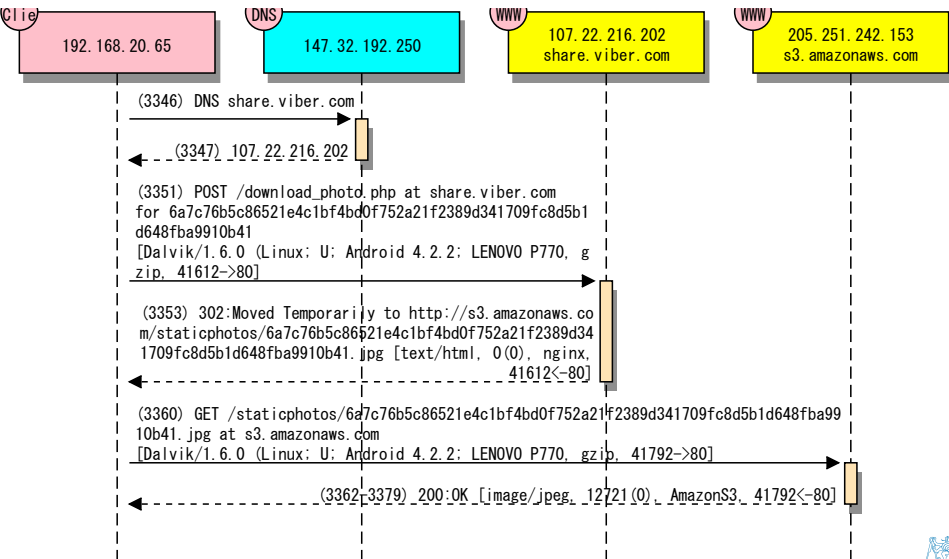 Clie
DNS
WWW
WWW
192.168.20.65
147.32.192.250
107.22.216.202
share.viber.com
205.251.242.153
s3.amazonaws.com
(3346) DNS share.viber.com
(3347) 107.22.216.202
(3351) POST /download_photo.php at share.viber.com
for 6a7c76b5c86521e4c1bf4bd0f752a21f2389d341709fc8d5b1
d648fba9910b41
[Dalvik/1.6.0 (Linux; U; Android 4.2.2; LENOVO P770, g
zip, 41612->80]
(3353) 302:Moved Temporarily to http://s3.amazonaws.co
m/staticphotos/6a7c76b5c86521e4c1bf4bd0f752a21f2389d34
1709fc8d5b1d648fba9910b41.jpg [text/html, 0(0), nginx,
41612<-80]
(3360) GET /staticphotos/6a7c76b5c86521e4c1bf4bd0f752a21f2389d341709fc8d5b1d648fba99
10b41.jpg at s3.amazonaws.com
[Dalvik/1.6.0 (Linux; U; Android 4.2.2; LENOVO P770, gzip, 41792->80]
(3362-3379) 200:OK [image/jpeg, 12721(0), AmazonS3, 41792<-80]